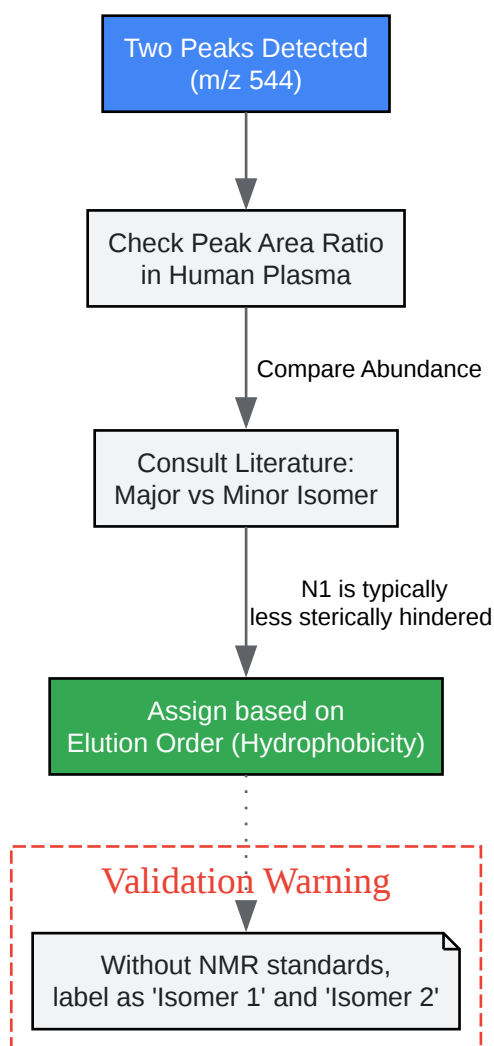 Two Peaks Detected
(m/z 544)
Check Peak Area Ratio
in Human Plasma
Compare Abundance
Consult Literature:
Major vs Minor Isomer
N1 is typically
less sterically hindered
Assign based on
Elution Order (Hydrophobicity)
Validation Warning
Without NMR standards,
label as 'Isomer 1' and 'Isomer 2'